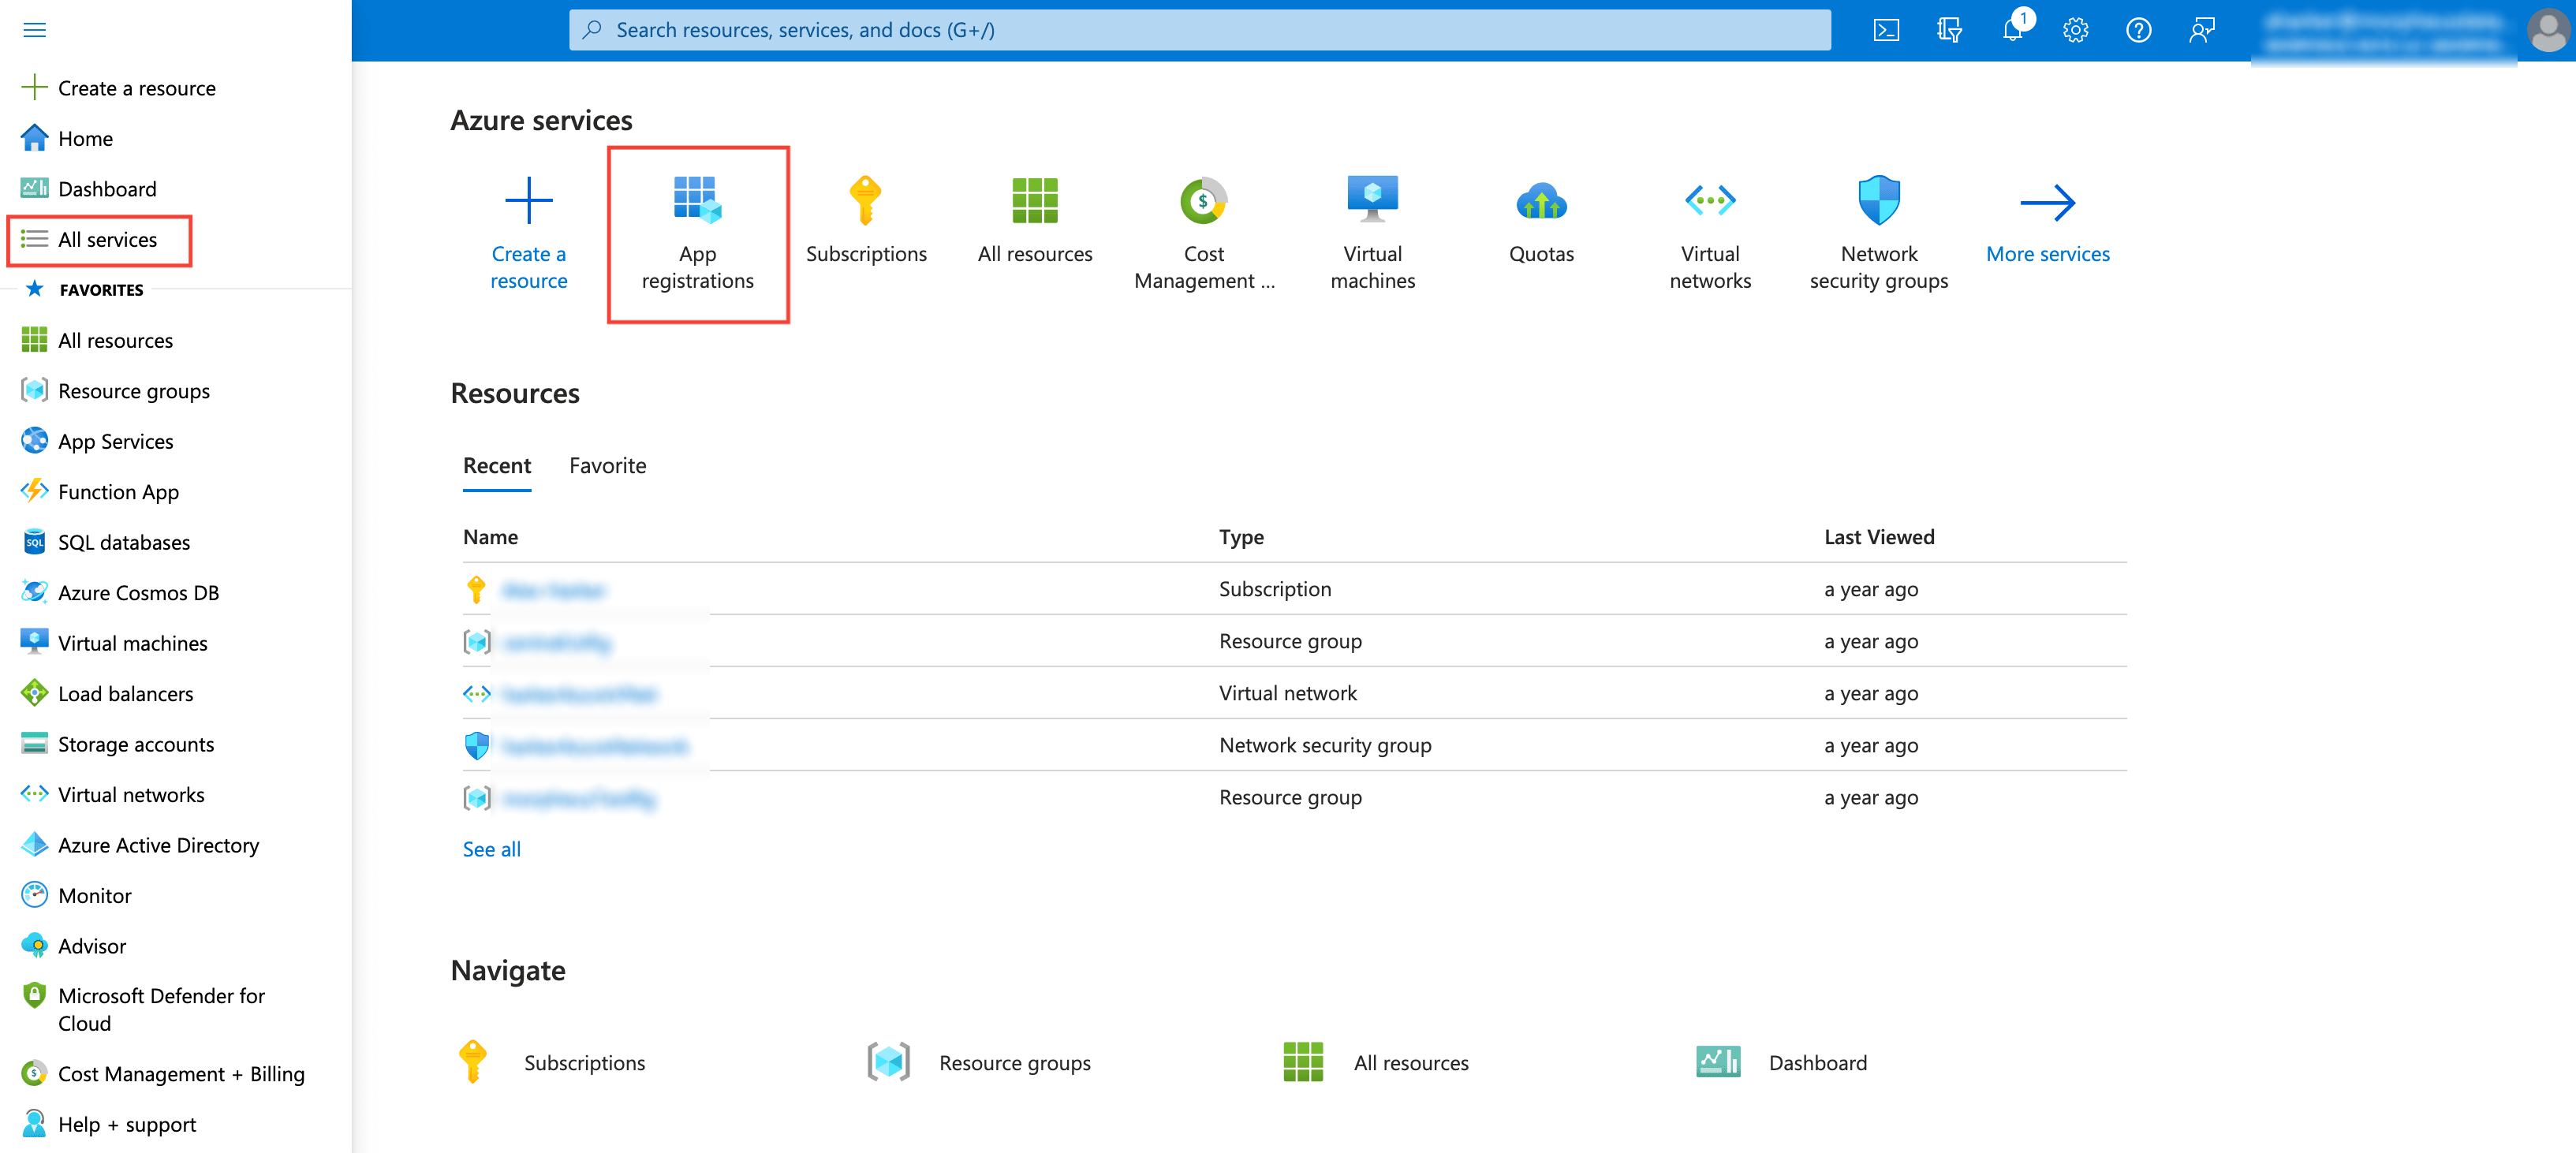 Search resources, services, and docs (G+/)
1
Create a resource
Home
Dashboard
All services
FAVORITES
All resources
Resource groups
App Services
Function App
SQL
SQL databases
Azure Cosmos DB
Virtual machines
Load balancers
Storage accounts
Virtual networks
Azure Active Directory
Monitor
Advisor
Microsoft Defender for
Cloud
Cost Management + Billing
Help + support
Azure services
Create a
resource
App
registrations
Subscriptions
All resources
Cost
Management ...
Virtual
machines
Quotas
Virtual
networks
Network
security groups
More services
Resources
Recent Favorite
Name Type Last Viewed
Subscription a year ago
Resource group a year ago
Virtual network a year ago
Network security group a year ago
Resource group a year ago
See all
Navigate
Subscriptions Resource groups All resources Dashboard